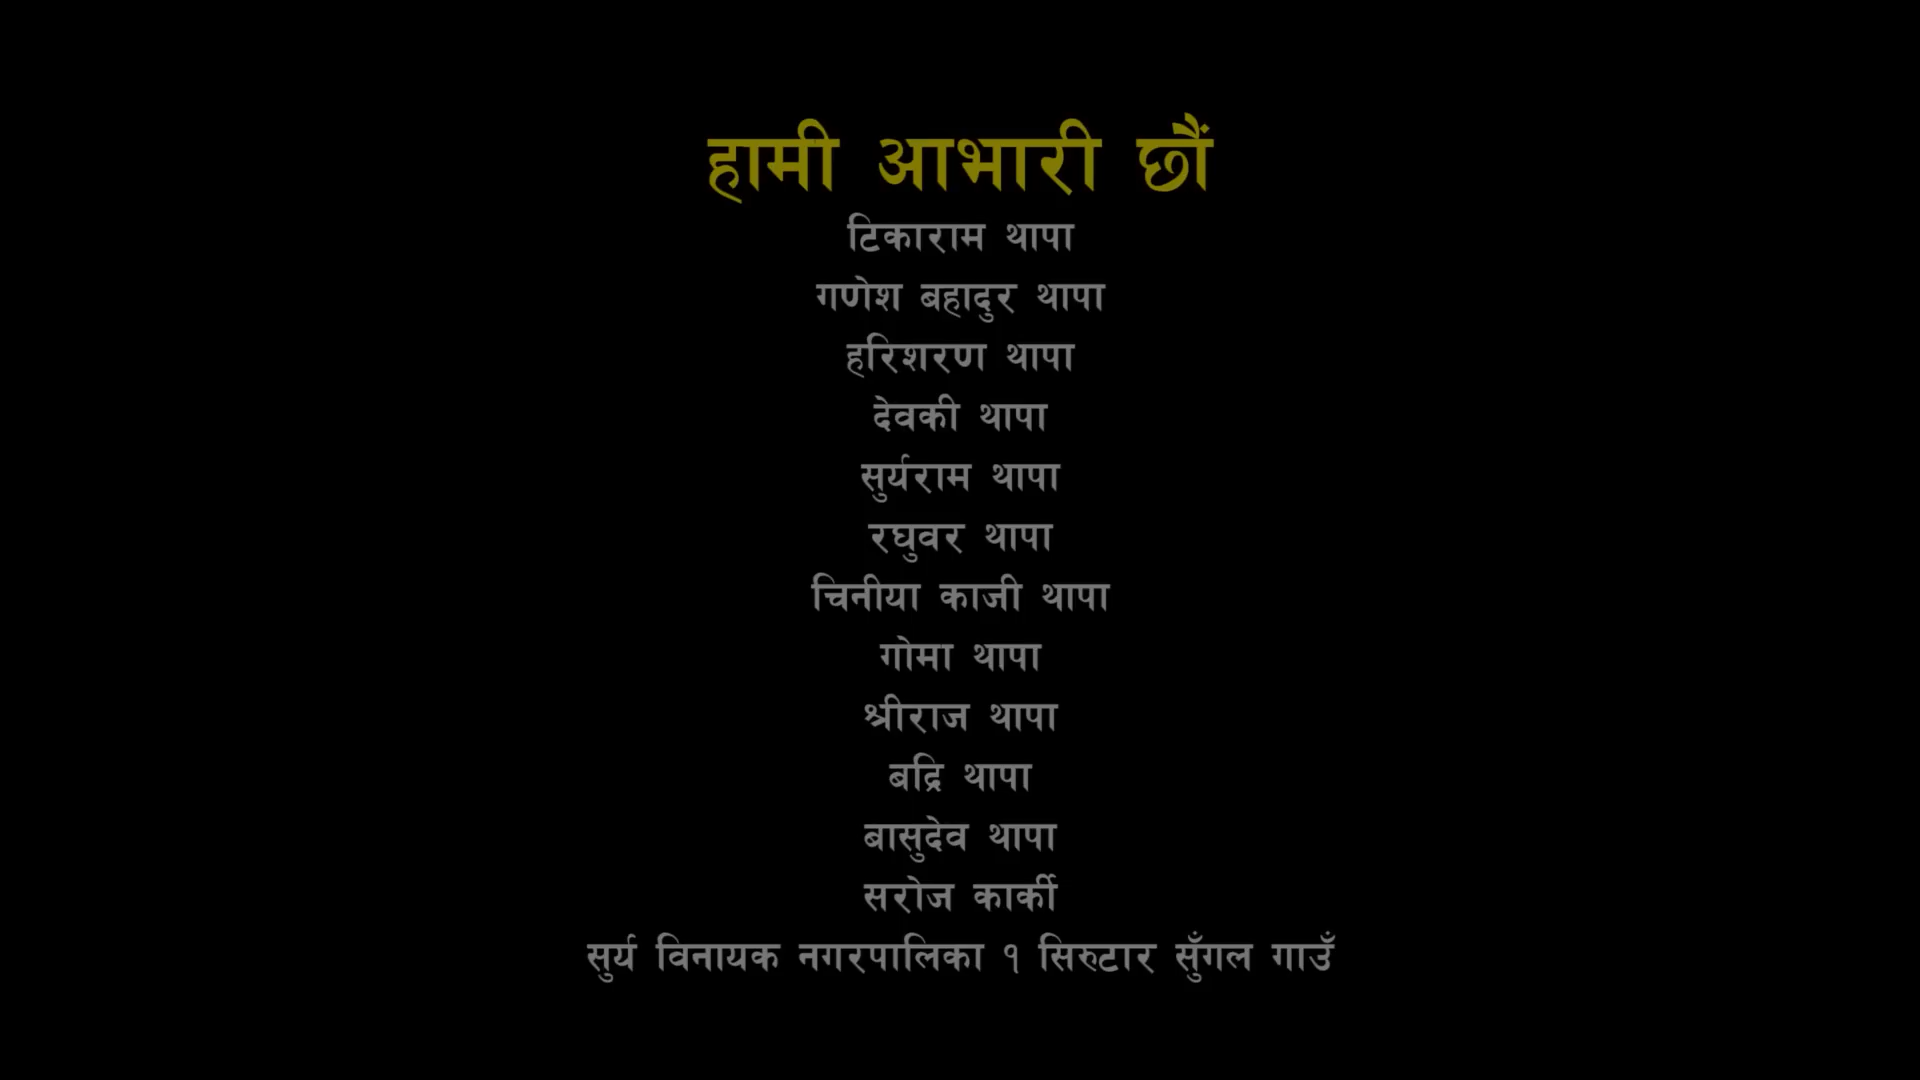 हामी आभारी छौं
टिकाराम थापा
गणेश बहादुर थापा
हरिशरण थापा
देवकी थापा
सुर्यराम थापा
रघुवर थापा
चिनीया काजी थापा
गोमा थापा
श्रीराज थापा
बद्रि थापा
बासुदेव थापा
सरोज कार्की
सुर्य विनायक नगरपालिका १ सिरुटार सुँगल गाउँ